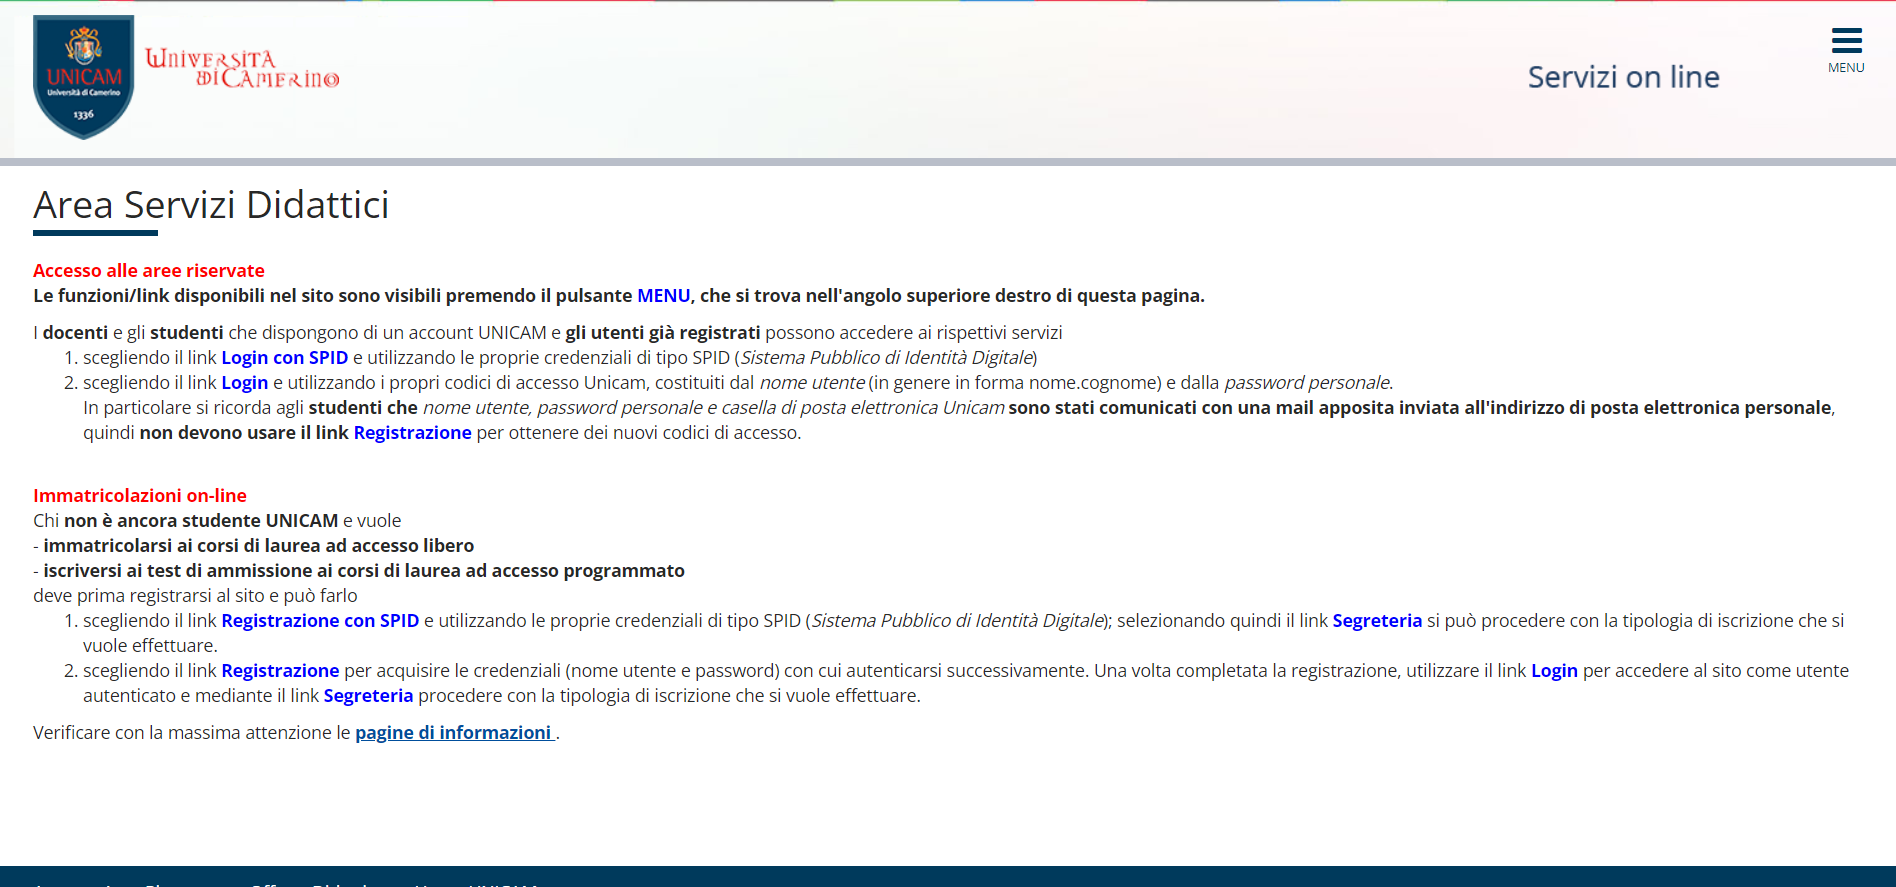 UNICAM
Università di Camerino
1336
Università
di Camerino
Servizi on line
MENU
Area Servizi Didattici
Accesso alle aree riservate
Le funzioni/link disponibili nel sito sono visibili premendo il pulsante MENU, che si trova nell'angolo superiore destro di questa pagina.
I docenti e gli studenti che dispongono di un account UNICAM e gli utenti già registrati possono accedere ai rispettivi servizi
1. scegliendo il link Login con SPID e utilizzando le proprie credenziali di tipo SPID (Sistema Pubblico di Identità Digitale)
2. scegliendo il link Login e utilizzando i propri codici di accesso Unicam, costituiti dal nome utente (in genere in forma nome.cognome) e dalla password personale.
In particolare si ricorda agli studenti che nome utente, password personale e casella di posta elettronica Unicam sono stati comunicati con una mail apposita inviata all'indirizzo di posta elettronica personale,
quindi non devono usare il link Registrazione per ottenere dei nuovi codici di accesso.
Immatricolazioni on-line
Chi non è ancora studente UNICAM e vuole
- immatricolarsi ai corsi di laurea ad accesso libero
- iscriversi ai test di ammissione ai corsi di laurea ad accesso programmato
deve prima registrarsi al sito e può farlo
1. scegliendo il link Registrazione con SPID e utilizzando le proprie credenziali di tipo SPID (Sistema Pubblico di Identità Digitale); selezionando quindi il link Segreteria si può procedere con la tipologia di iscrizione che si
vuole effettuare.
2. scegliendo il link Registrazione per acquisire le credenziali (nome utente e password) con cui autenticarsi successivamente. Una volta completata la registrazione, utilizzare il link Login per accedere al sito come utente
autenticato e mediante il link Segreteria procedere con la tipologia di iscrizione che si vuole effettuare.
Verificare con la massima attenzione le pagine di informazioni .